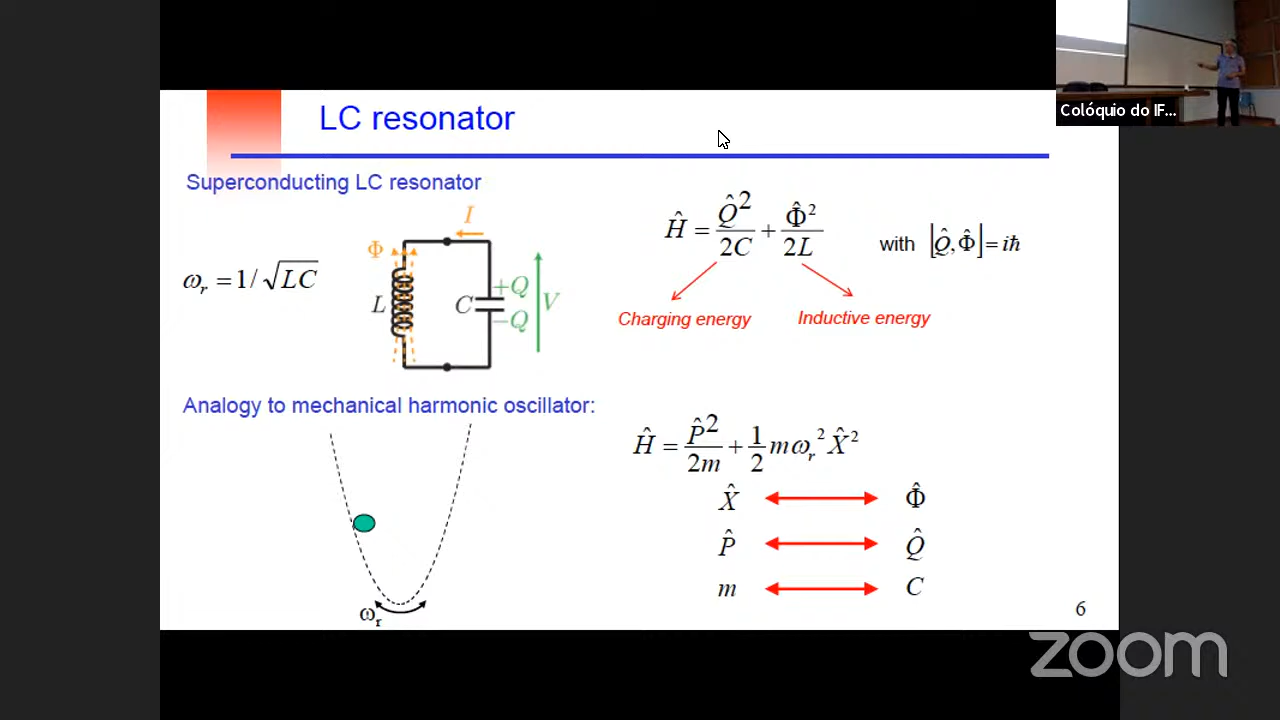 LC resonator
Colóquio do IF...
Superconducting LC resonator
ω_r = 1/√LC
I
Φ
L
C
+Q
−Q
V
Ĥ = Q̂²/2C + Φ̂²/2L
with [Q̂, Φ̂] = iħ
Charging energy
Inductive energy
Analogy to mechanical harmonic oscillator:
Ĥ = P̂²/2m + 1/2 mω_r² X̂²
X̂ ↔ Φ̂
P̂ ↔ Q̂
m ↔ C
ω_r
6
zoom